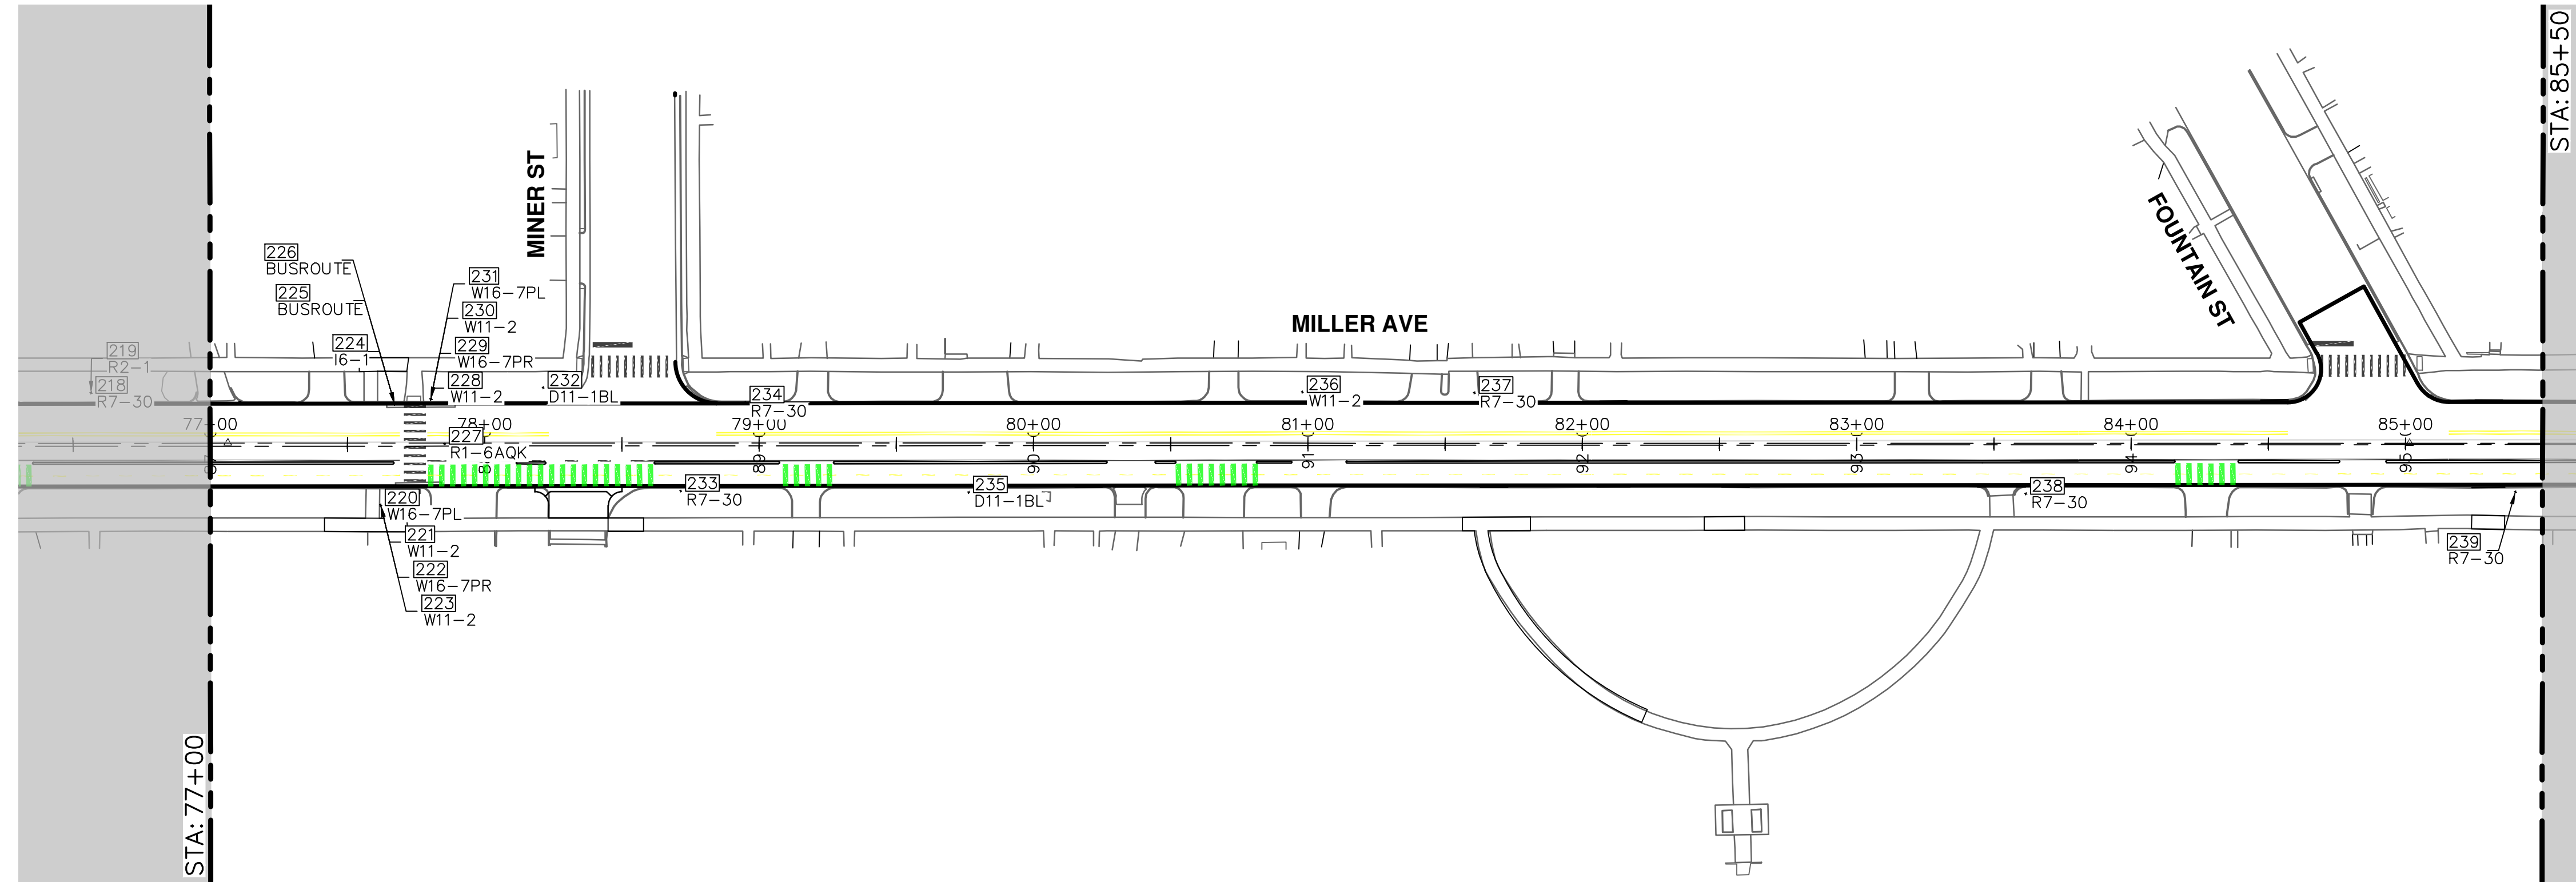 STA: 85+50
MINER ST
FOUNTAIN ST
226
BUSROUTE
225
BUSROUTE
231
W16-7PL
230
W11-2
229
W16-7PR
228
W11-2
224
I6-1
219
R2-1
218
R7-30
232
D11-1BL
234
R7-30
MILLER AVE
236
W11-2
237
R7-30
77+00
78+00
79+00
80+00
81+00
82+00
83+00
84+00
85+00
227
R1-6AQK
89
90
91
92
93
94
95
220
W16-7PL
221
W11-2
222
W16-7PR
223
W11-2
233
R7-30
235
D11-1BL
238
R7-30
239
R7-30
STA: 77+00